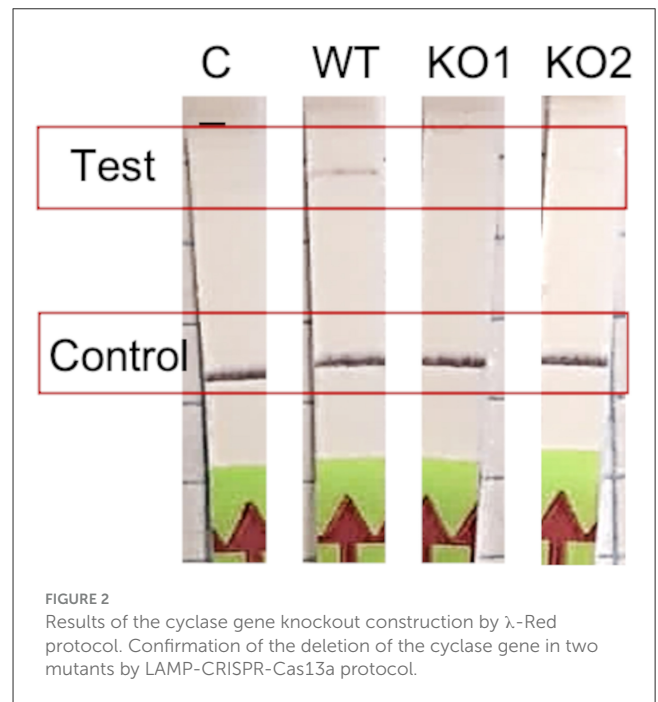 C WT KO1 KO2
Test
Control
FIGURE 2
Results of the cyclase gene knockout construction by λ-Red
protocol. Confirmation of the deletion of the cyclase gene in two
mutants by LAMP-CRISPR-Cas13a protocol.